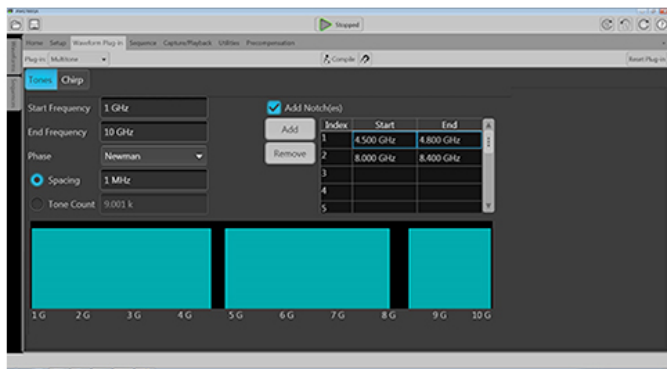 Stopped
Home Setup Waveform Plug-in Sequence Capture/Playback Utilities Precompensation
Plug-in: Multitone Compile Reset Plug-in
Tones Chirp
Start Frequency 1 GHz
End Frequency 10 GHz
Phase Newman
Spacing 1 MHz
Tone Count 9.001 k
Add Notch(es)
Add
Remove
Index Start End
1 4.500 GHz 4.800 GHz
2 8.000 GHz 8.400 GHz
3
4
5
1 G 2 G 3 G 4 G 5 G 6 G 7 G 8 G 9 G 10 G